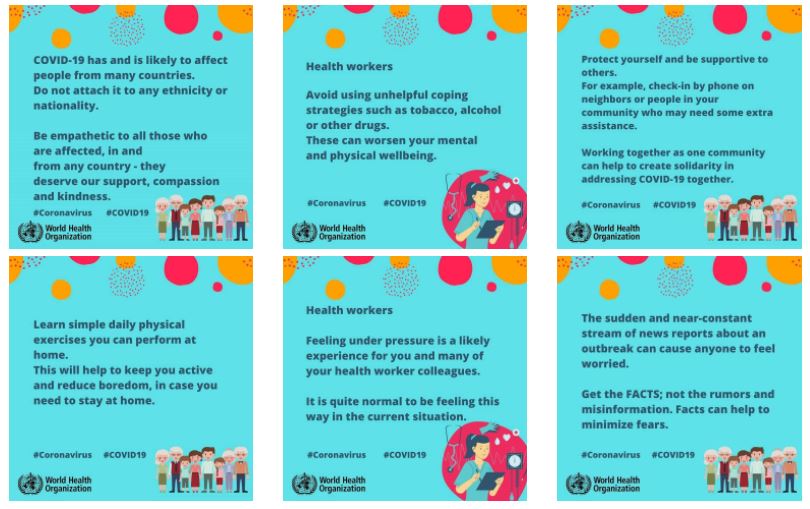 COVID-19 has and is likely to affect
people from many countries.
Do not attach it to any ethnicity or
nationality.
Be empathetic to all those who
are affected, in and
from any country - they
deserve our support, compassion
and kindness.
#Coronavirus #COVID19
World Health
Organization
Health workers
Avoid using unhelpful coping
strategies such as tobacco, alcohol
or other drugs.
These can worsen your mental
and physical wellbeing.
#Coronavirus #COVID19
World Health
Organization
Protect yourself and be supportive to
others.
For example, check-in by phone on
neighbors or people in your
community who may need some extra
assistance.
Working together as one community
can help to create solidarity in
addressing COVID-19 together.
#Coronavirus #COVID19
World Health
Organization
Learn simple daily physical
exercises you can perform at
home.
This will help to keep you active
and reduce boredom, in case you
need to stay at home.
#Coronavirus #COVID19
World Health
Organization
Health workers
Feeling under pressure is a likely
experience for you and many of
your health worker colleagues.
It is quite normal to be feeling this
way in the current situation.
#Coronavirus #COVID19
World Health
Organization
The sudden and near-constant
stream of news reports about an
outbreak can cause anyone to feel
worried.
Get the FACTS; not the rumors and
misinformation. Facts can help to
minimize fears.
#Coronavirus #COVID19
World Health
Organization